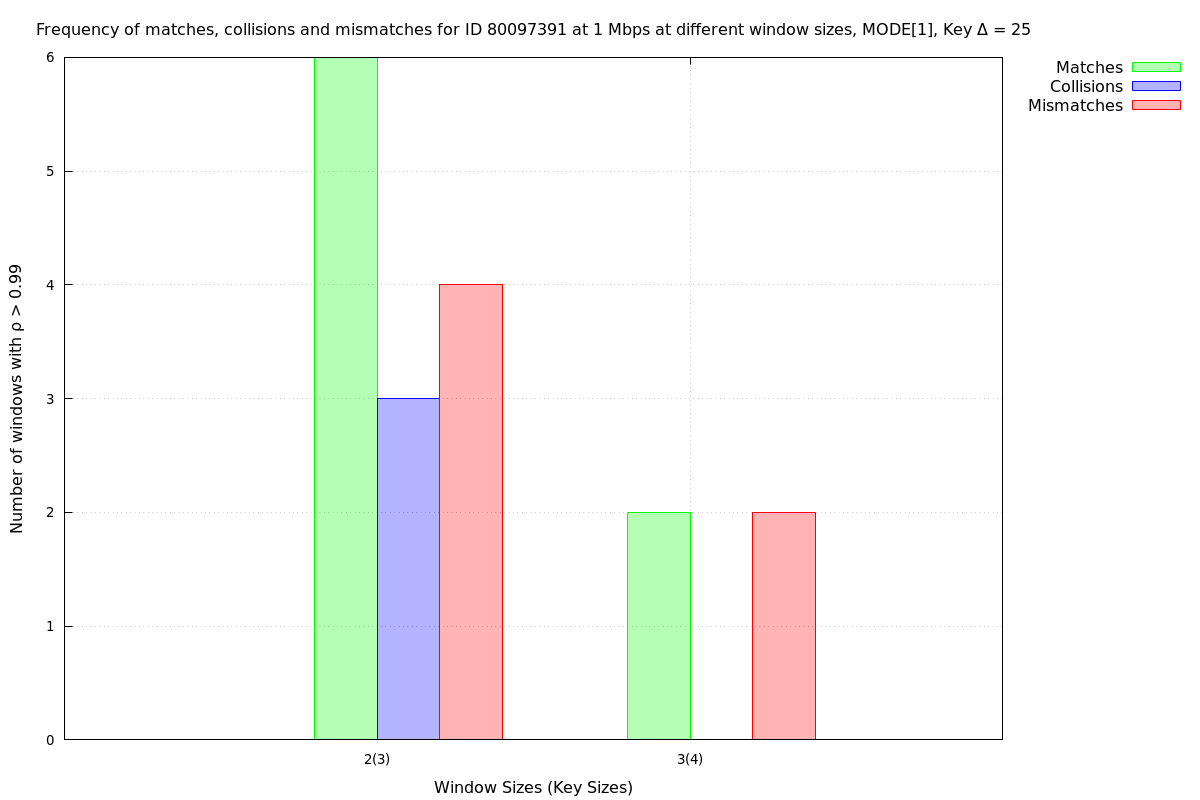 Frequency of matches, collisions and mismatches for ID 80097391 at 1 Mbps at different window sizes, MODE[1], Key Δ = 25
Matches
Collisions
Mismatches
Number of windows with ρ > 0.99
6
5
4
3
2
1
0
2(3)
3(4)
Window Sizes (Key Sizes)